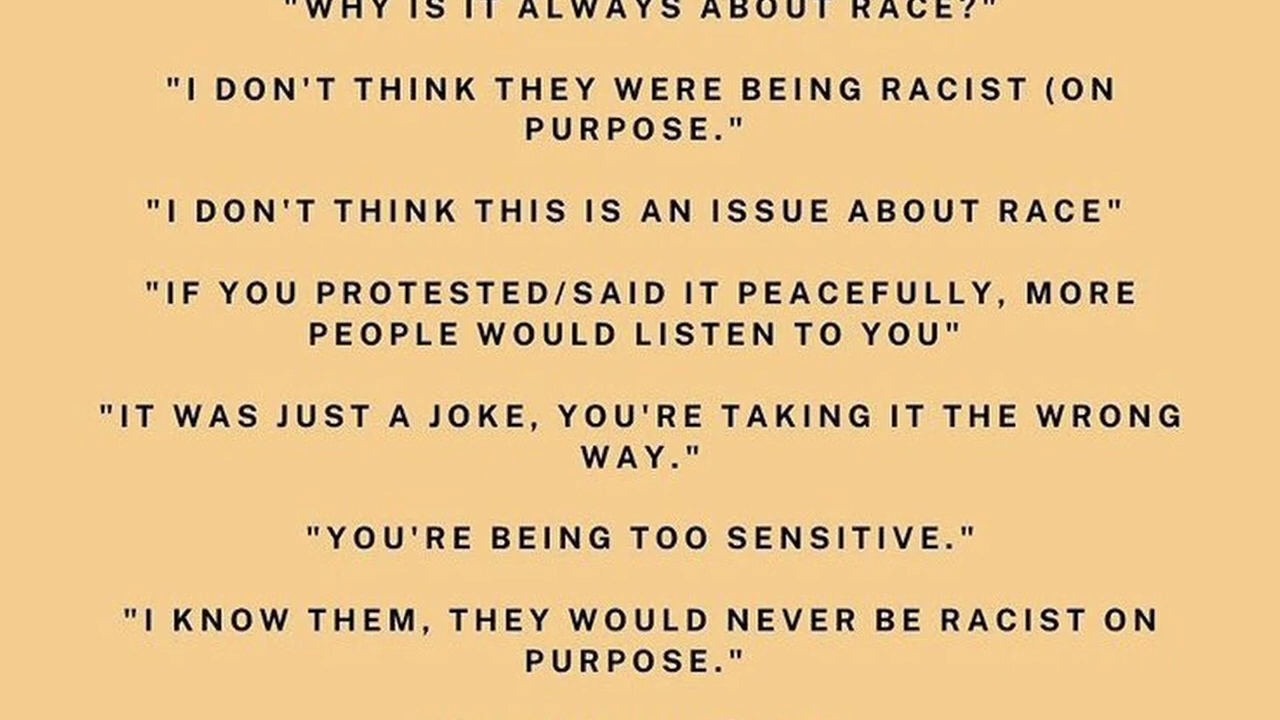 "WHY IS IT ALWAYS ABOUT RACE?"
"I DON'T THINK THEY WERE BEING RACIST (ON
PURPOSE."
"I DON'T THINK THIS IS AN ISSUE ABOUT RACE"
"IF YOU PROTESTED/SAID IT PEACEFULLY, MORE
PEOPLE WOULD LISTEN TO YOU"
"IT WAS JUST A JOKE, YOU'RE TAKING IT THE WRONG
WAY."
"YOU'RE BEING TOO SENSITIVE."
"I KNOW THEM, THEY WOULD NEVER BE RACIST ON
PURPOSE."